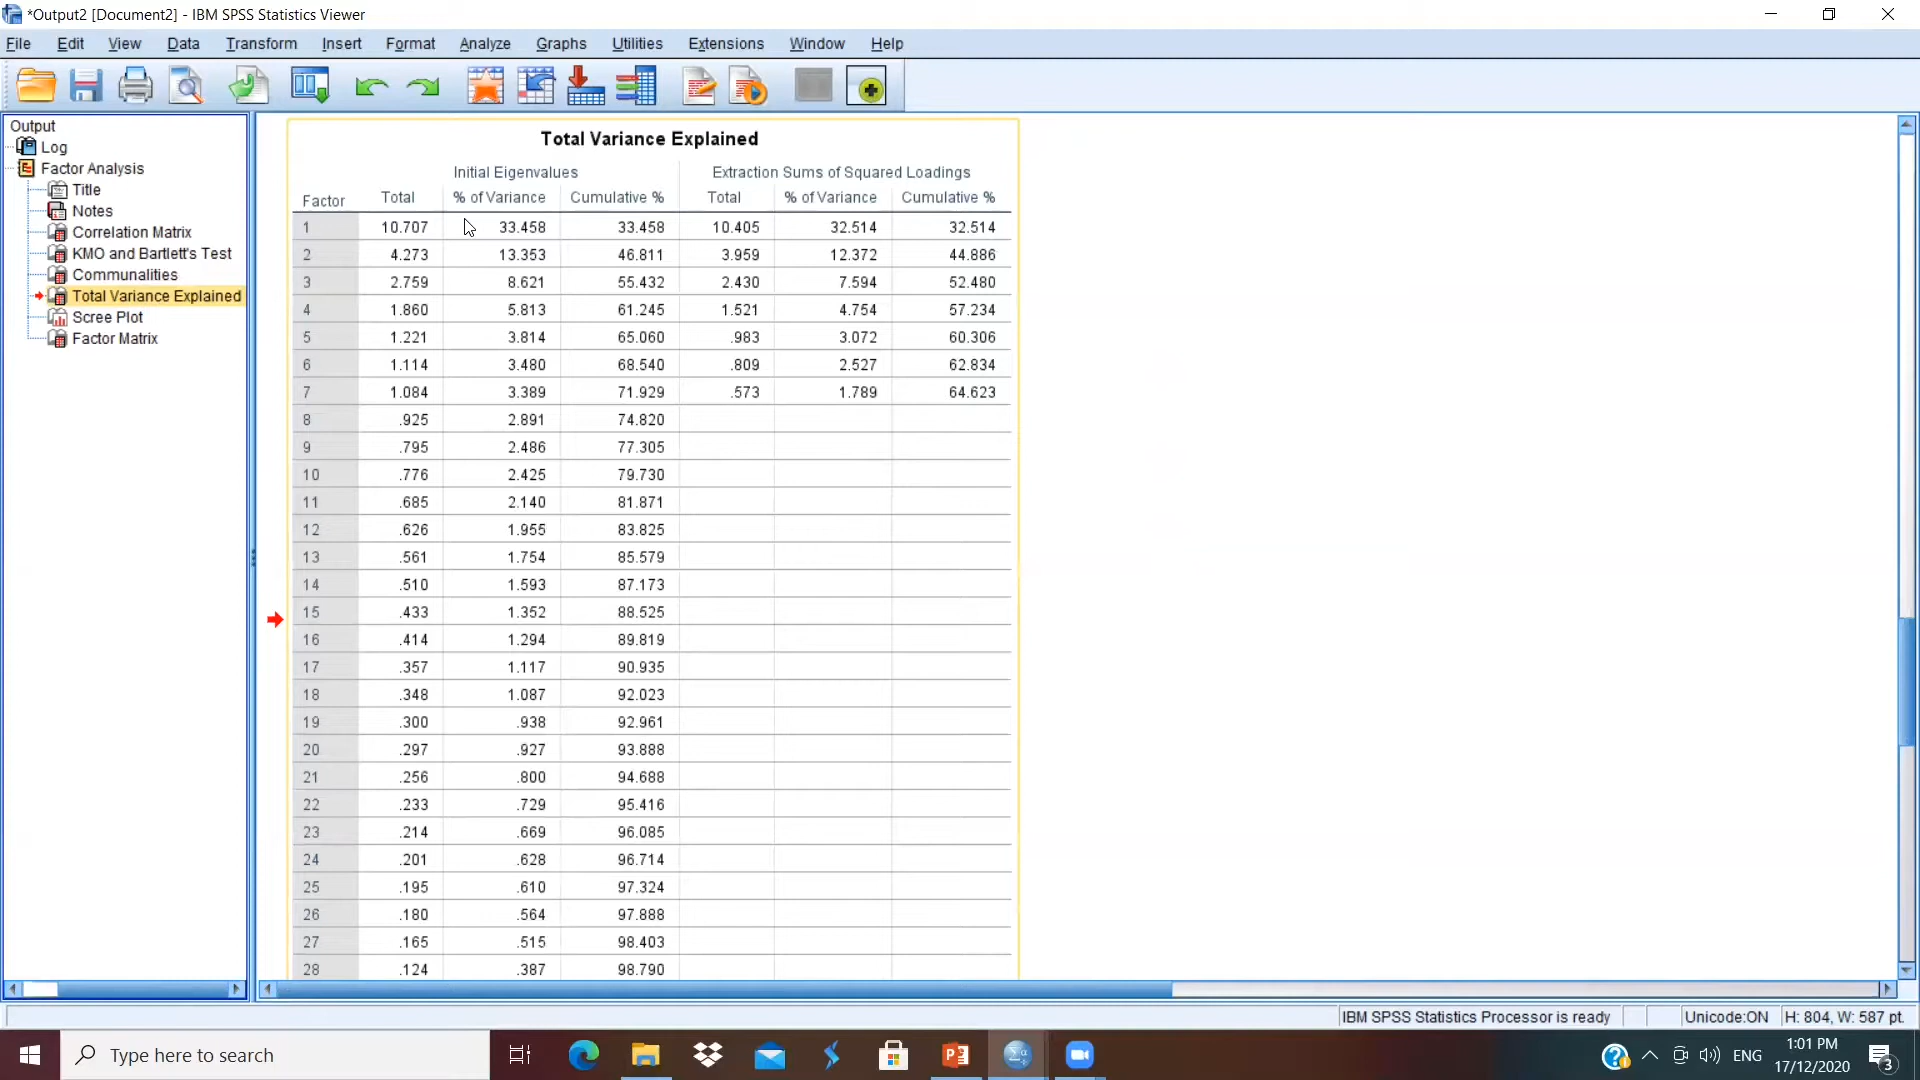 *Output2 [Document2] - IBM SPSS Statistics Viewer
File Edit View Data Transform Insert Format Analyze Graphs Utilities Extensions Window Help
Output
Log
Factor Analysis
Title
Notes
Correlation Matrix
KMO and Bartlett's Test
Communalities
Total Variance Explained
Scree Plot
Factor Matrix
Total Variance Explained
Initial Eigenvalues Extraction Sums of Squared Loadings
Factor Total % of Variance Cumulative % Total % of Variance Cumulative %
1 10.707 33.458 33.458 10.405 32.514 32.514
2 4.273 13.353 46.811 3.959 12.372 44.886
3 2.759 8.621 55.432 2.430 7.594 52.480
4 1.860 5.813 61.245 1.521 4.754 57.234
5 1.221 3.814 65.060 .983 3.072 60.306
6 1.114 3.480 68.540 .809 2.527 62.834
7 1.084 3.389 71.929 .573 1.789 64.623
8 .925 2.891 74.820
9 .795 2.486 77.305
10 .776 2.425 79.730
11 .685 2.140 81.871
12 .626 1.955 83.825
13 .561 1.754 85.579
14 .510 1.593 87.173
15 .433 1.352 88.525
16 .414 1.294 89.819
17 .357 1.117 90.935
18 .348 1.087 92.023
19 .300 .938 92.961
20 .297 .927 93.888
21 .256 .800 94.688
22 .233 .729 95.416
23 .214 .669 96.085
24 .201 .628 96.714
25 .195 .610 97.324
26 .180 .564 97.888
27 .165 .515 98.403
28 .124 .387 98.790
IBM SPSS Statistics Processor is ready Unicode:ON H: 804, W: 587 pt.
Type here to search
ENG
1:01 PM
17/12/2020
3